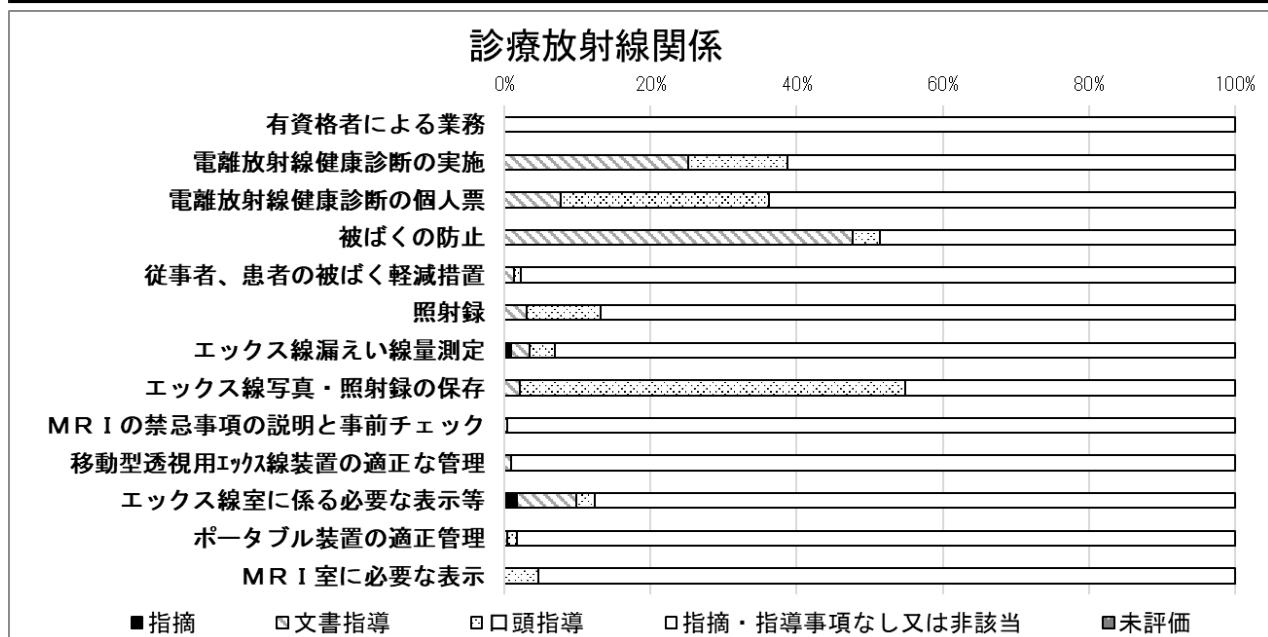 診療放射線関係
0% 20% 40% 60% 80% 100%
有資格者による業務
電離放射線健康診断の実施
電離放射線健康診断の個人票
被ばくの防止
従事者、患者の被ばく軽減措置
照射録
エックス線漏えい線量測定
エックス線写真・照射録の保存
ＭＲＩの禁忌事項の説明と事前チェック
移動型透視用ｴｯｸｽ線装置の適正な管理
エックス線室に係る必要な表示等
ポータブル装置の適正管理
ＭＲＩ室に必要な表示
指摘 文書指導 口頭指導 指摘・指導事項なし又は非該当 未評価